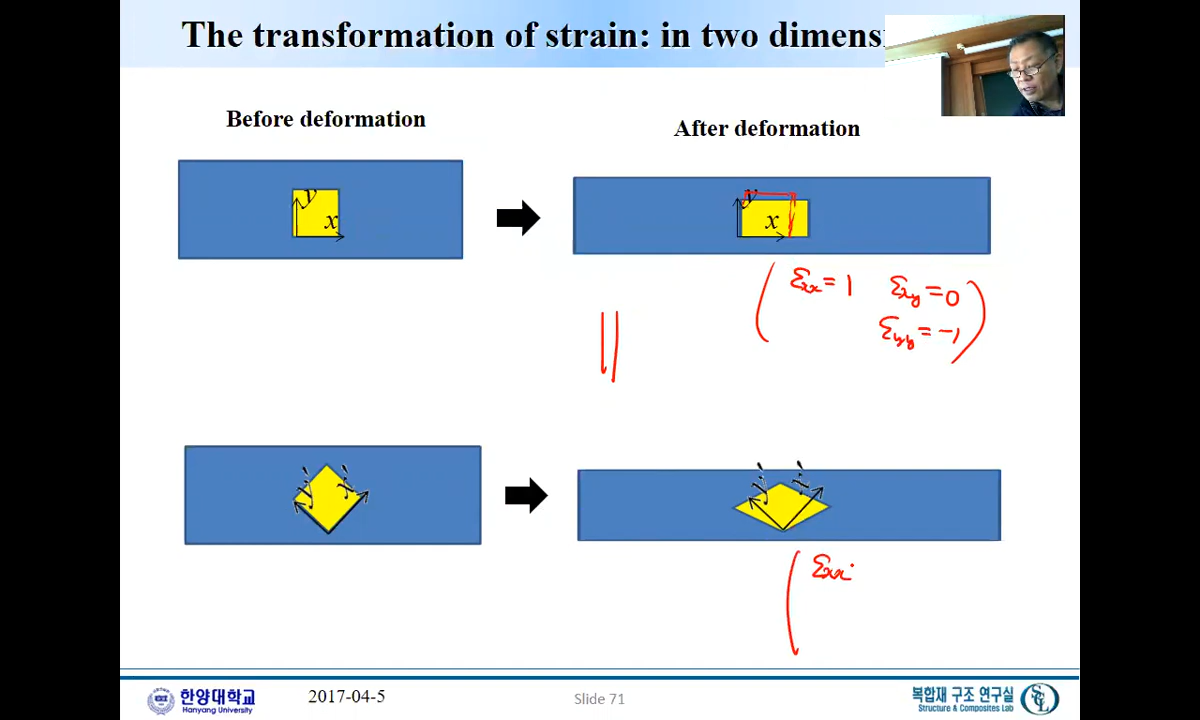 The transformation of strain: in two dimensi
Before deformation
After deformation
y
x
y
x
εxx = 1 εxy = 0
εyy = -1
y'
x'
y'
x'
εxx
한양대학교
Hanyang University
2017-04-5
Slide 71
복합재 구조 연구실
Structure & Composites Lab